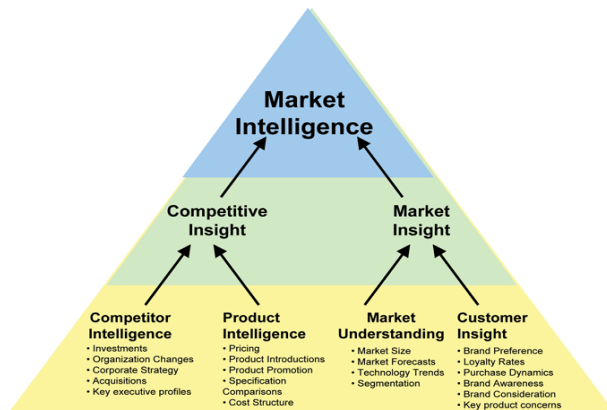 Market
Intelligence
Competitive
Insight
Market
Insight
Competitor
Intelligence
• Investments
• Organization Changes
• Corporate Strategy
• Acquisitions
• Key executive profiles
Product
Intelligence
• Pricing
• Product Introductions
• Product Promotion
• Specification
Comparisons
• Cost Structure
Market
Understanding
• Market Size
• Market Forecasts
• Technology Trends
• Segmentation
Customer
Insight
• Brand Preference
• Loyalty Rates
• Purchase Dynamics
• Brand Awareness
• Brand Consideration
• Key product concerns